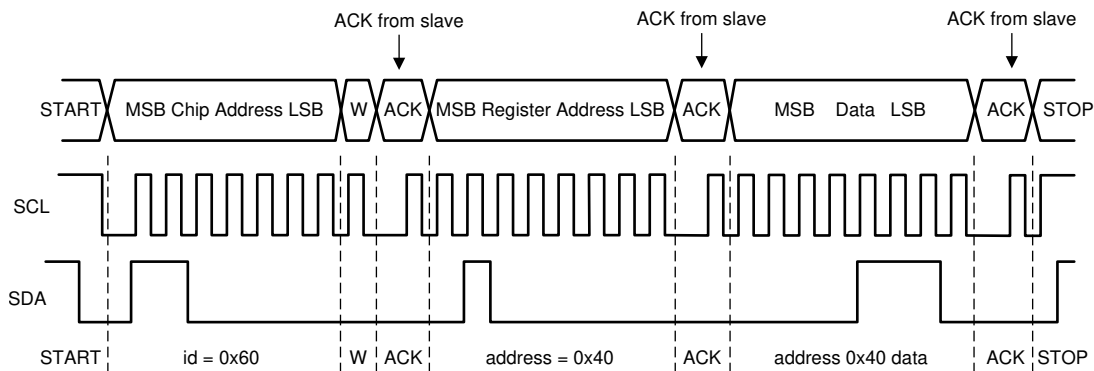 ACK from slave ACK from slave ACK from slave
START MSB Chip Address LSB W ACK MSB Register Address LSB ACK MSB Data LSB ACK STOP
SCL
SDA
START id = 0x60 W ACK address = 0x40 ACK address 0x40 data ACK STOP